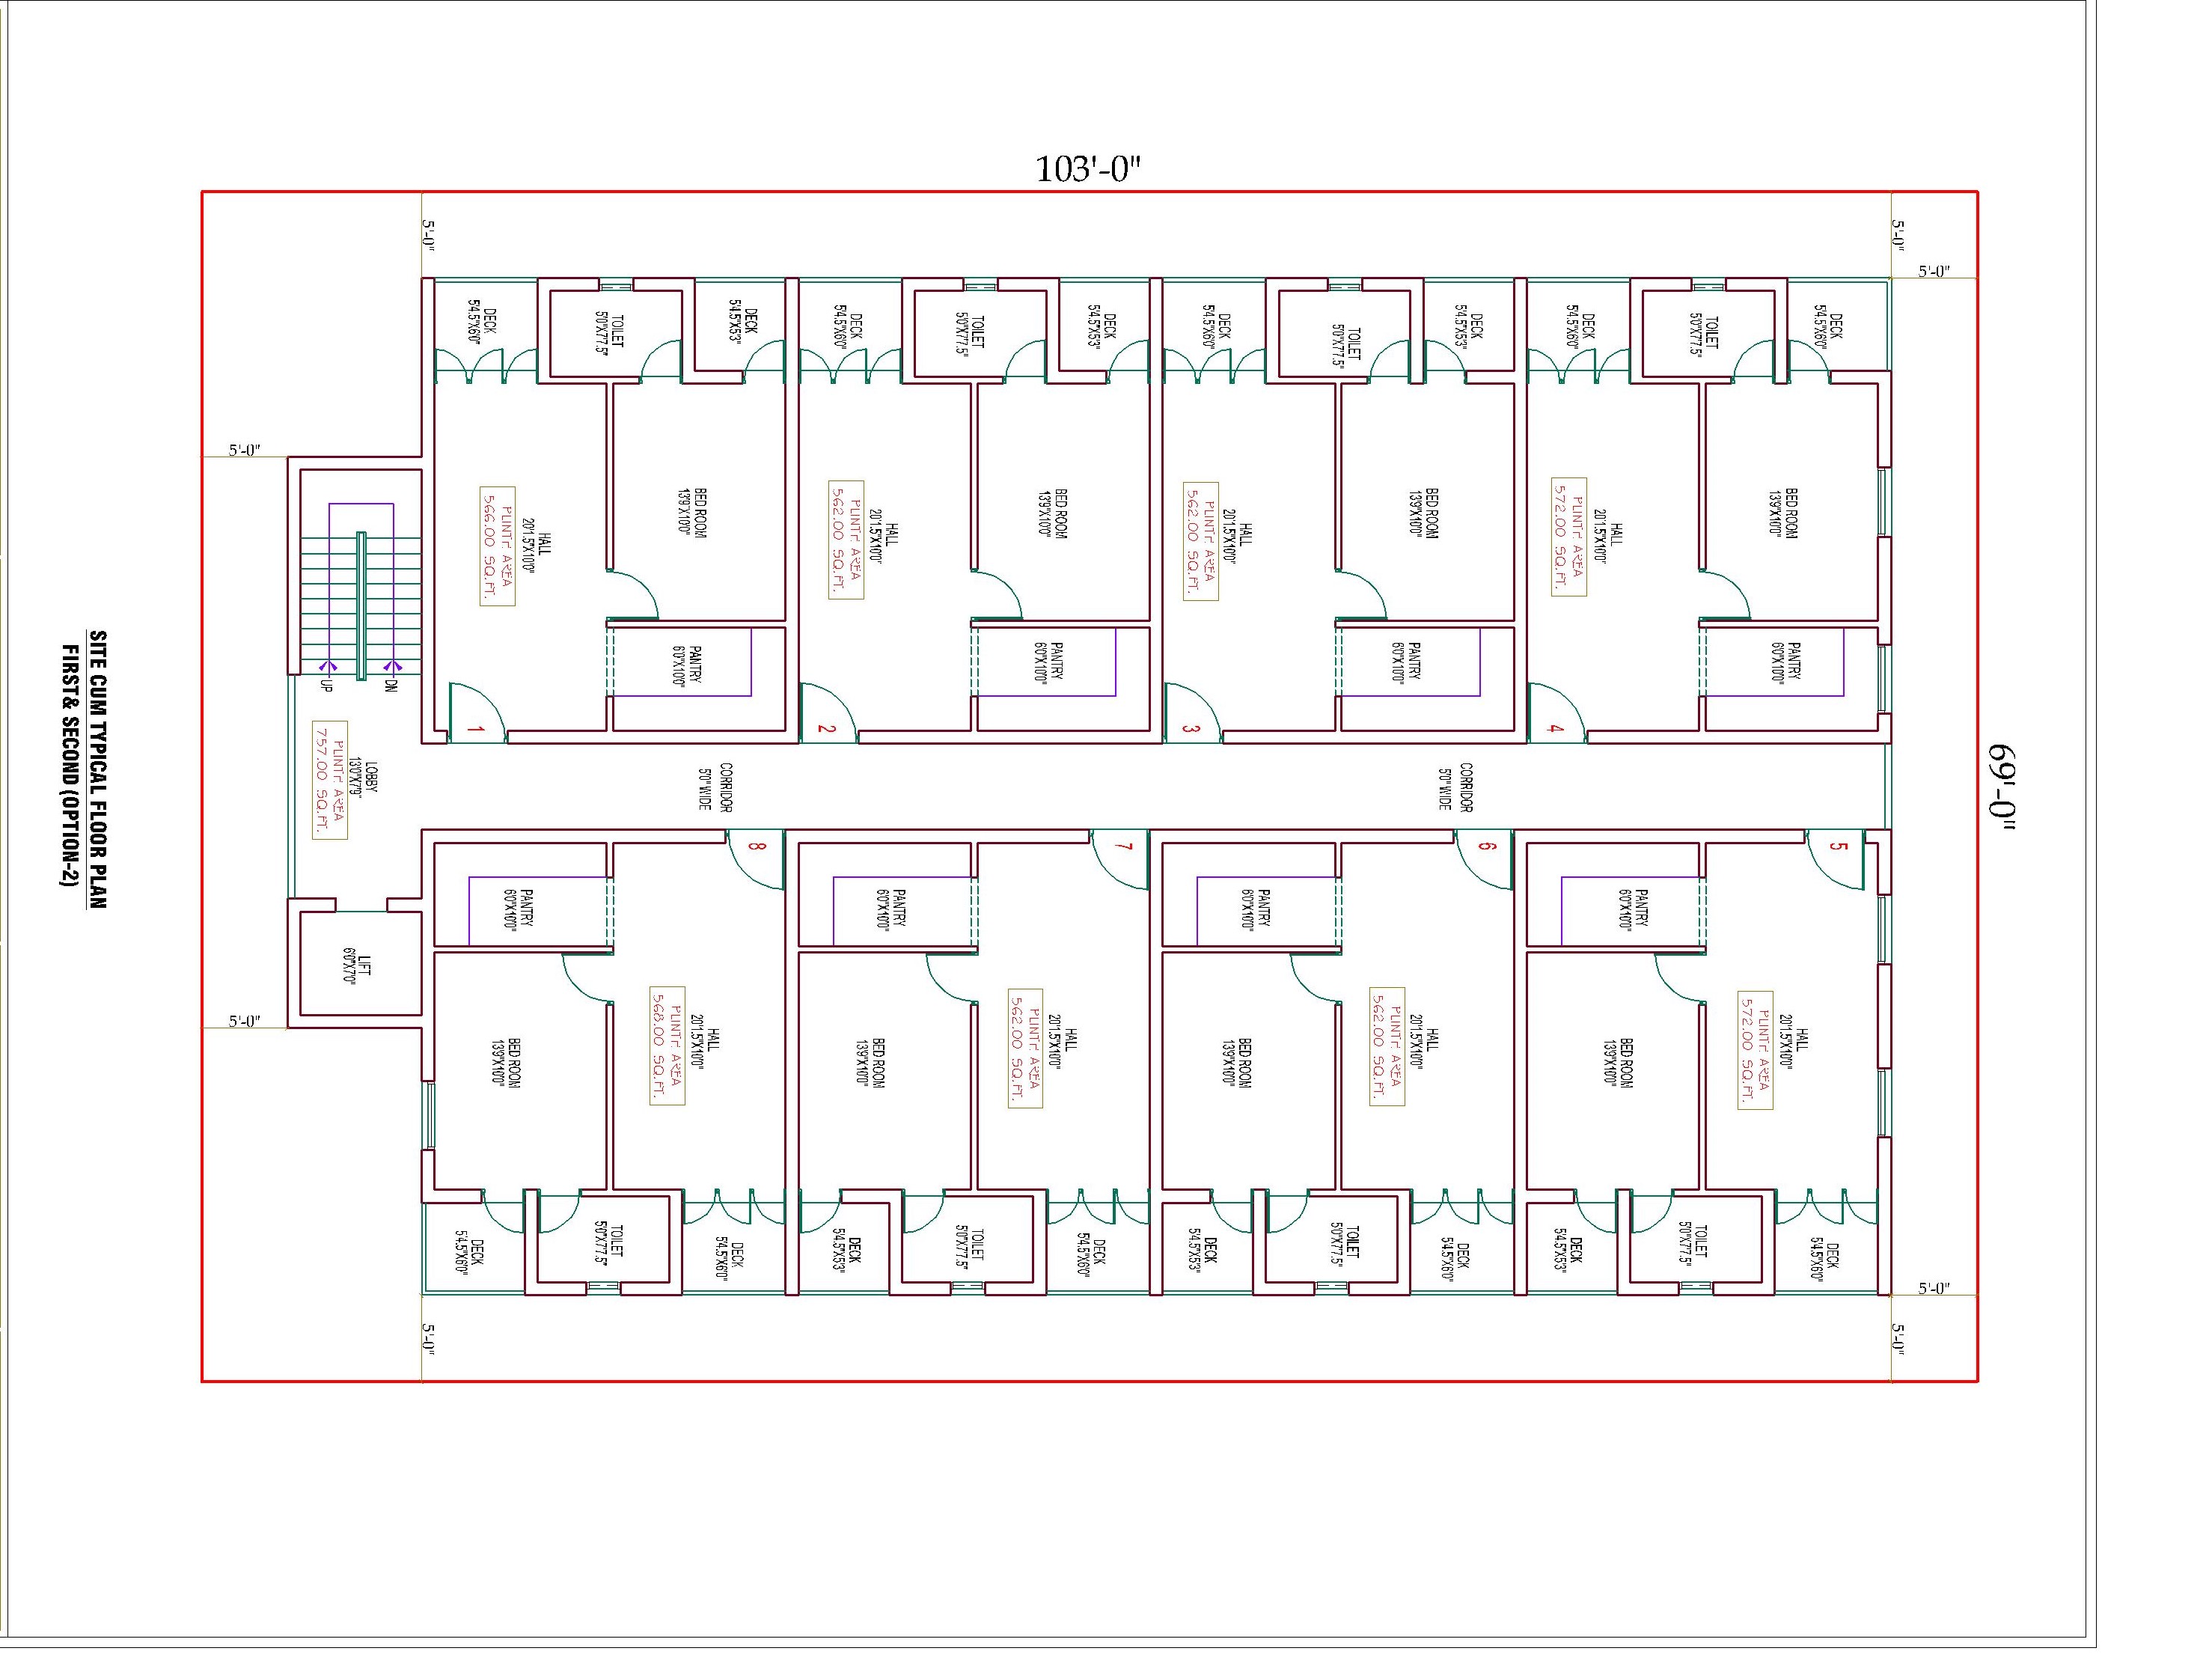 103'-0"
5'-0"
5'-0"
5'-0"
DECK
5'4.5"X6'0"
TOILET
5'0"X7'7.5"
DECK
5'4.5"X5'3"
DECK
5'4.5"X6'0"
TOILET
5'0"X7'7.5"
DECK
5'4.5"X5'3"
DECK
5'4.5"X6'0"
TOILET
5'0"X7'7.5"
DECK
5'4.5"X5'3"
DECK
5'4.5"X6'0"
TOILET
5'0"X7'7.5"
DECK
5'4.5"X6'0"
5'-0"
HALL
20'1.5"X10'0"
PLINTH AREA
566.00 SQ.FT.
BED ROOM
13'9"X10'0"
HALL
20'1.5"X10'0"
PLINTH AREA
562.00 SQ.FT.
BED ROOM
13'9"X10'0"
HALL
20'1.5"X10'0"
PLINTH AREA
562.00 SQ.FT.
BED ROOM
13'9"X10'0"
HALL
20'1.5"X10'0"
PLINTH AREA
572.00 SQ.FT.
BED ROOM
13'9"X10'0"
UP
DN
PANTRY
6'0"X10'0"
PANTRY
6'0"X10'0"
PANTRY
6'0"X10'0"
PANTRY
6'0"X10'0"
1
2
3
4
LOBBY
13'0"X7'9"
PLINTH AREA
757.00 SQ.FT.
CORRIDOR
5'0" WIDE
CORRIDOR
5'0" WIDE
69'-0"
8
7
6
5
PANTRY
6'0"X10'0"
PANTRY
6'0"X10'0"
PANTRY
6'0"X10'0"
PANTRY
6'0"X10'0"
LIFT
6'0"X7'0"
5'-0"
BED ROOM
13'9"X10'0"
HALL
20'1.5"X10'0"
PLINTH AREA
568.00 SQ.FT.
BED ROOM
13'9"X10'0"
HALL
20'1.5"X10'0"
PLINTH AREA
562.00 SQ.FT.
BED ROOM
13'9"X10'0"
HALL
20'1.5"X10'0"
PLINTH AREA
562.00 SQ.FT.
BED ROOM
13'9"X10'0"
HALL
20'1.5"X10'0"
PLINTH AREA
572.00 SQ.FT.
DECK
5'4.5"X6'0"
TOILET
5'0"X7'7.5"
DECK
5'4.5"X6'0"
DECK
5'4.5"X5'3"
TOILET
5'0"X7'7.5"
DECK
5'4.5"X6'0"
DECK
5'4.5"X5'3"
TOILET
5'0"X7'7.5"
DECK
5'4.5"X6'0"
DECK
5'4.5"X5'3"
TOILET
5'0"X7'7.5"
DECK
5'4.5"X6'0"
5'-0"
5'-0"
5'-0"
SITE CUM TYPICAL FLOOR PLAN
FIRST& SECOND (OPTION-2)